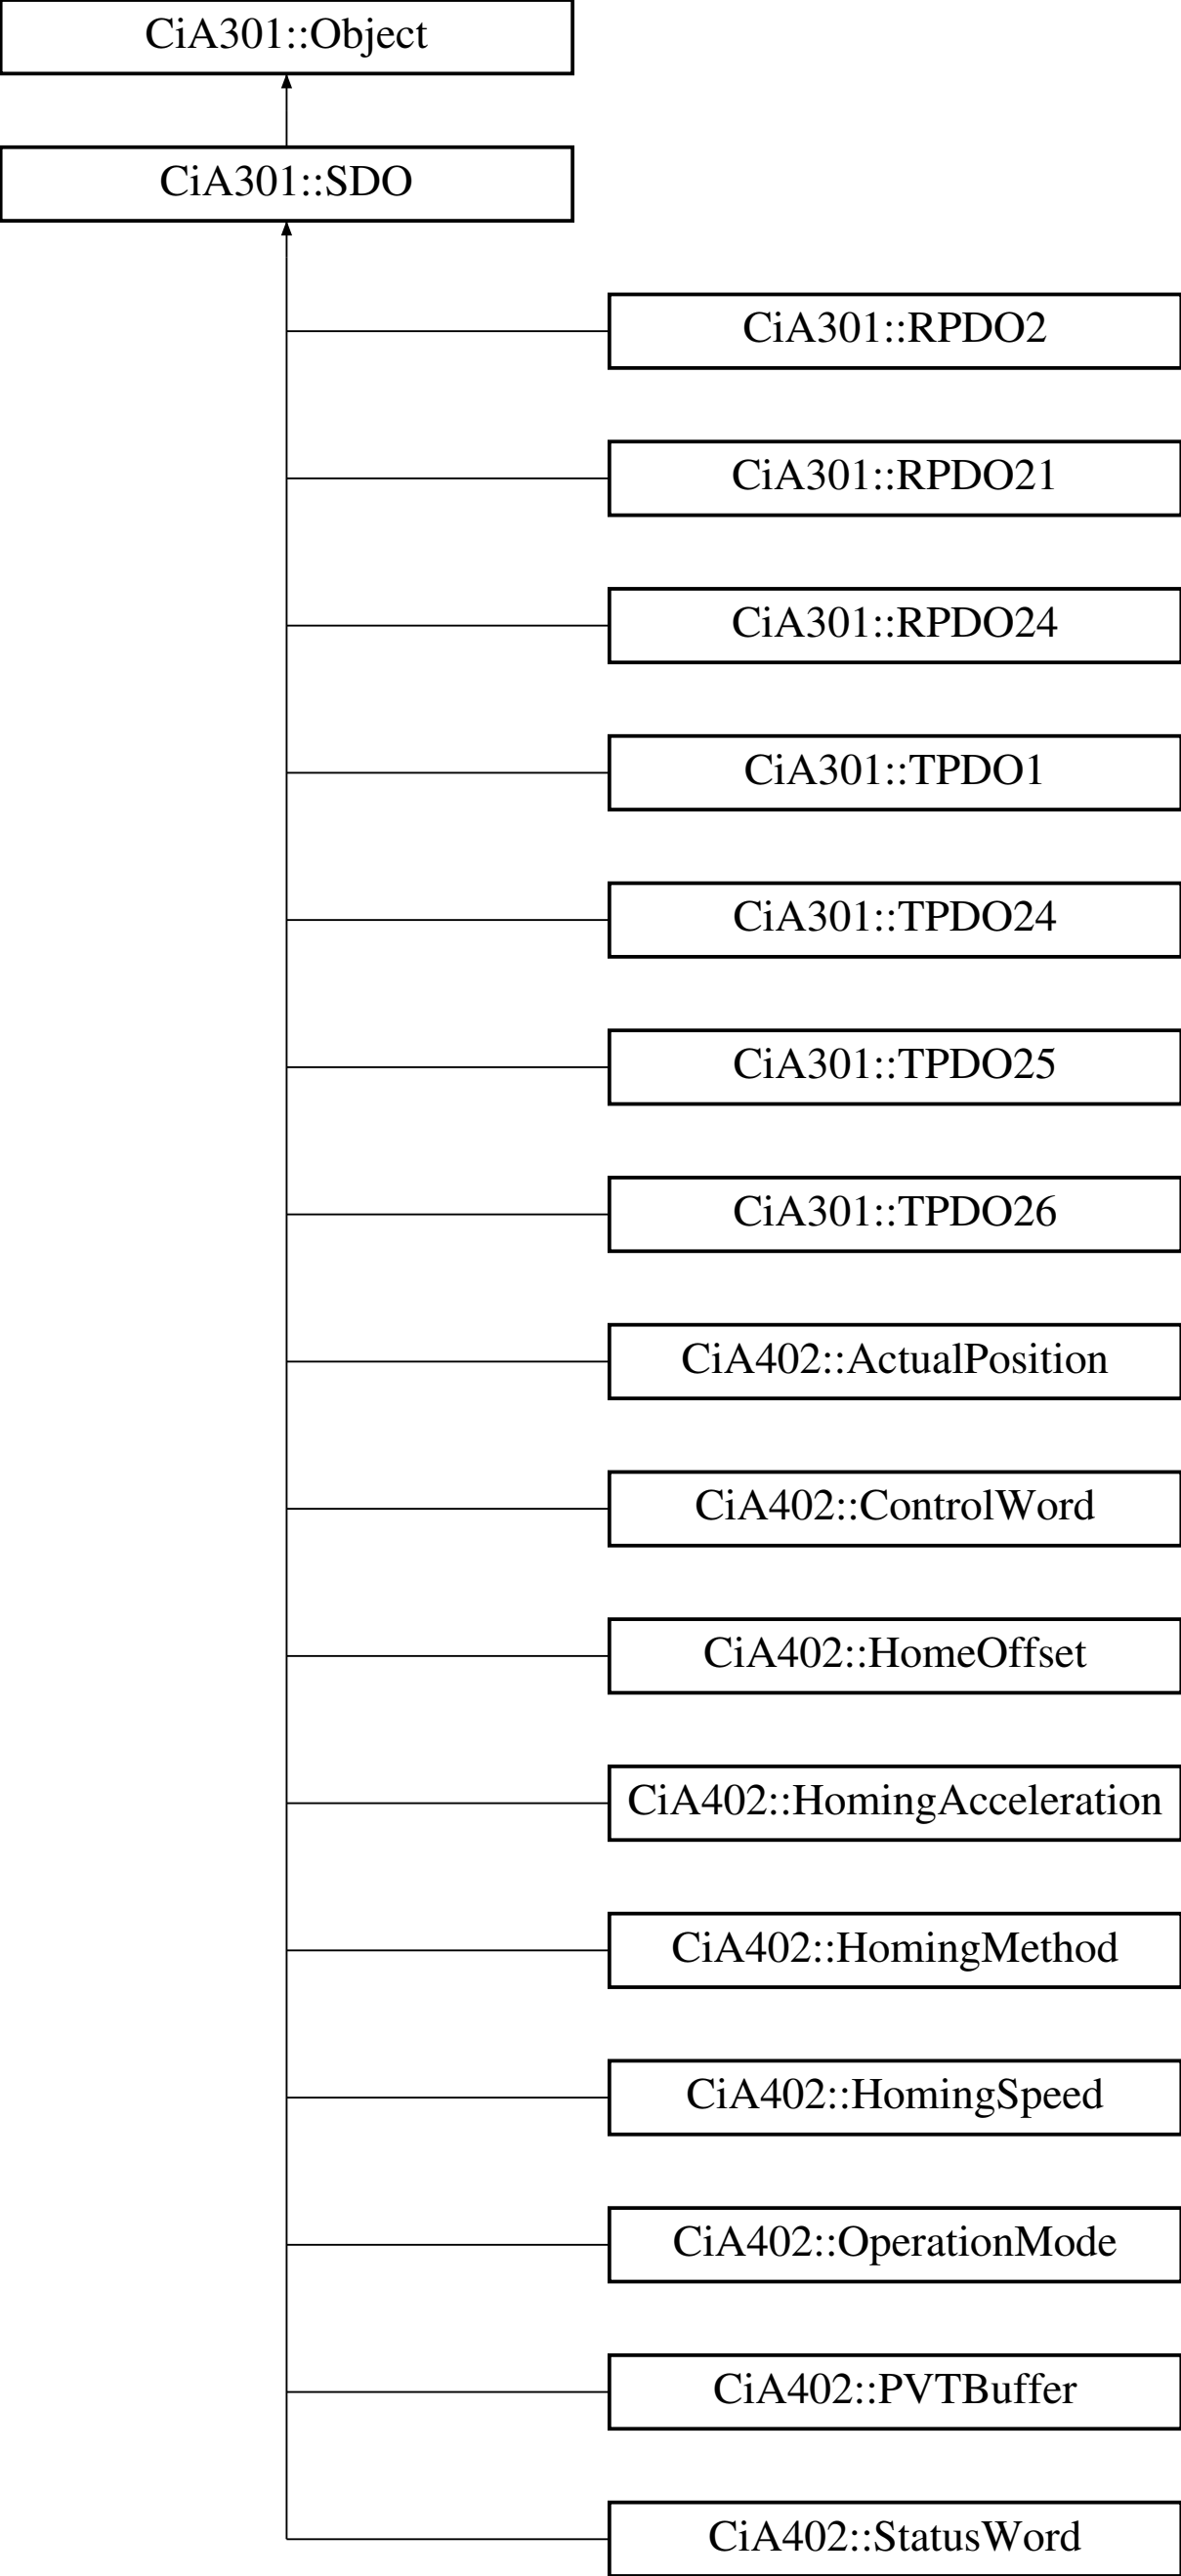 CiA301::Object
CiA301::SDO
CiA301::RPDO2
CiA301::RPDO21
CiA301::RPDO24
CiA301::TPDO1
CiA301::TPDO24
CiA301::TPDO25
CiA301::TPDO26
CiA402::ActualPosition
CiA402::ControlWord
CiA402::HomeOffset
CiA402::HomingAcceleration
CiA402::HomingMethod
CiA402::HomingSpeed
CiA402::OperationMode
CiA402::PVTBuffer
CiA402::StatusWord